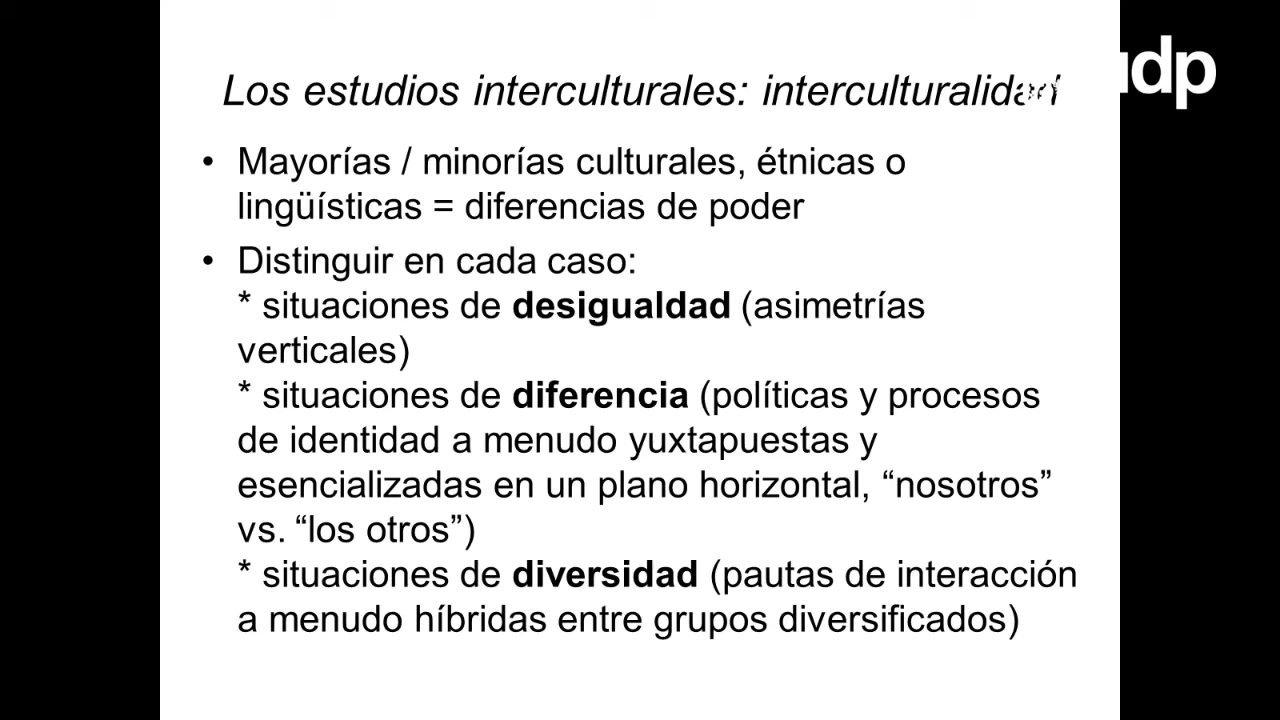 Los estudios interculturales: interculturalidad
udp
• Mayorías / minorías culturales, étnicas o
lingüísticas = diferencias de poder
• Distinguir en cada caso:
* situaciones de desigualdad (asimetrías
verticales)
* situaciones de diferencia (políticas y procesos
de identidad a menudo yuxtapuestas y
esencializadas en un plano horizontal, “nosotros”
vs. “los otros”)
* situaciones de diversidad (pautas de interacción
a menudo híbridas entre grupos diversificados)